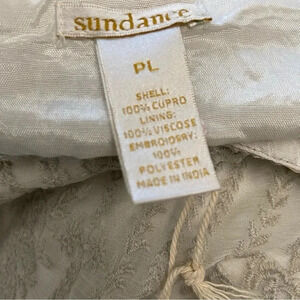 sundance
PL
SHELL:
100% CUPRO
LINING:
100% VISCOSE
EMBROIDERY:
100%
POLYESTER
MADE IN INDIA